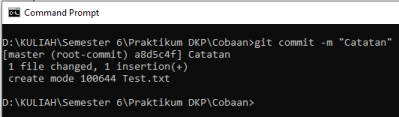 Command Prompt
D:\KULIAH\Semester 6\Praktikum DKP\Cobaan>git commit -m "Catatan"
[master (root-commit) a8d5c4f] Catatan
 1 file changed, 1 insertion(+)
 create mode 100644 Test.txt
D:\KULIAH\Semester 6\Praktikum DKP\Cobaan>